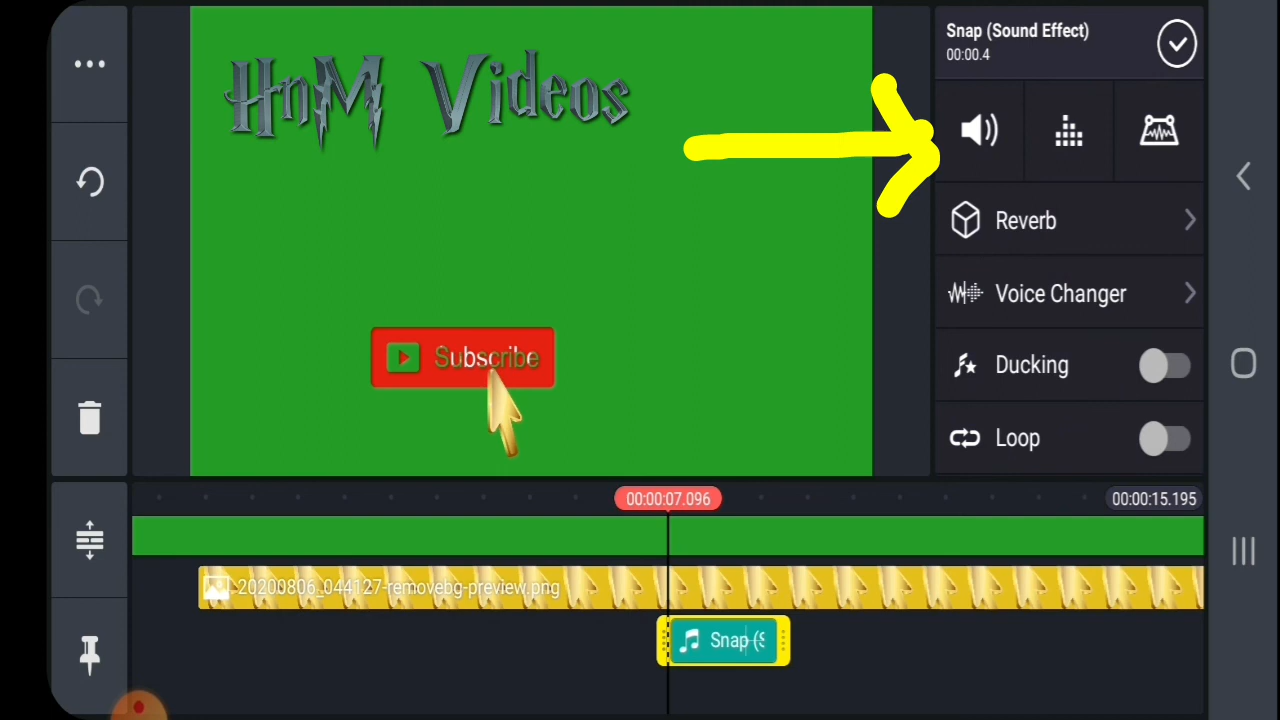 HnM Videos
Subscribe
Snap (Sound Effect)
00:00.4
Reverb
Voice Changer
Ducking
Loop
00:00:07.096
00:00:15.195
20200806_044127-removebg-preview.png
Snap (S